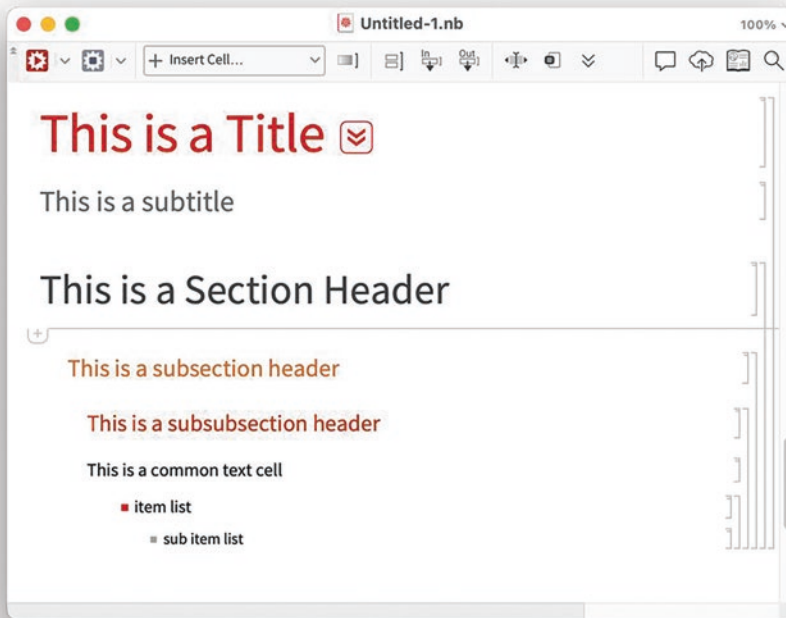 Untitled-1.nb
100%
Insert Cell...
In
Out
This is a Title
This is a subtitle
This is a Section Header
This is a subsection header
This is a subsubsection header
This is a common text cell
item list
sub item list